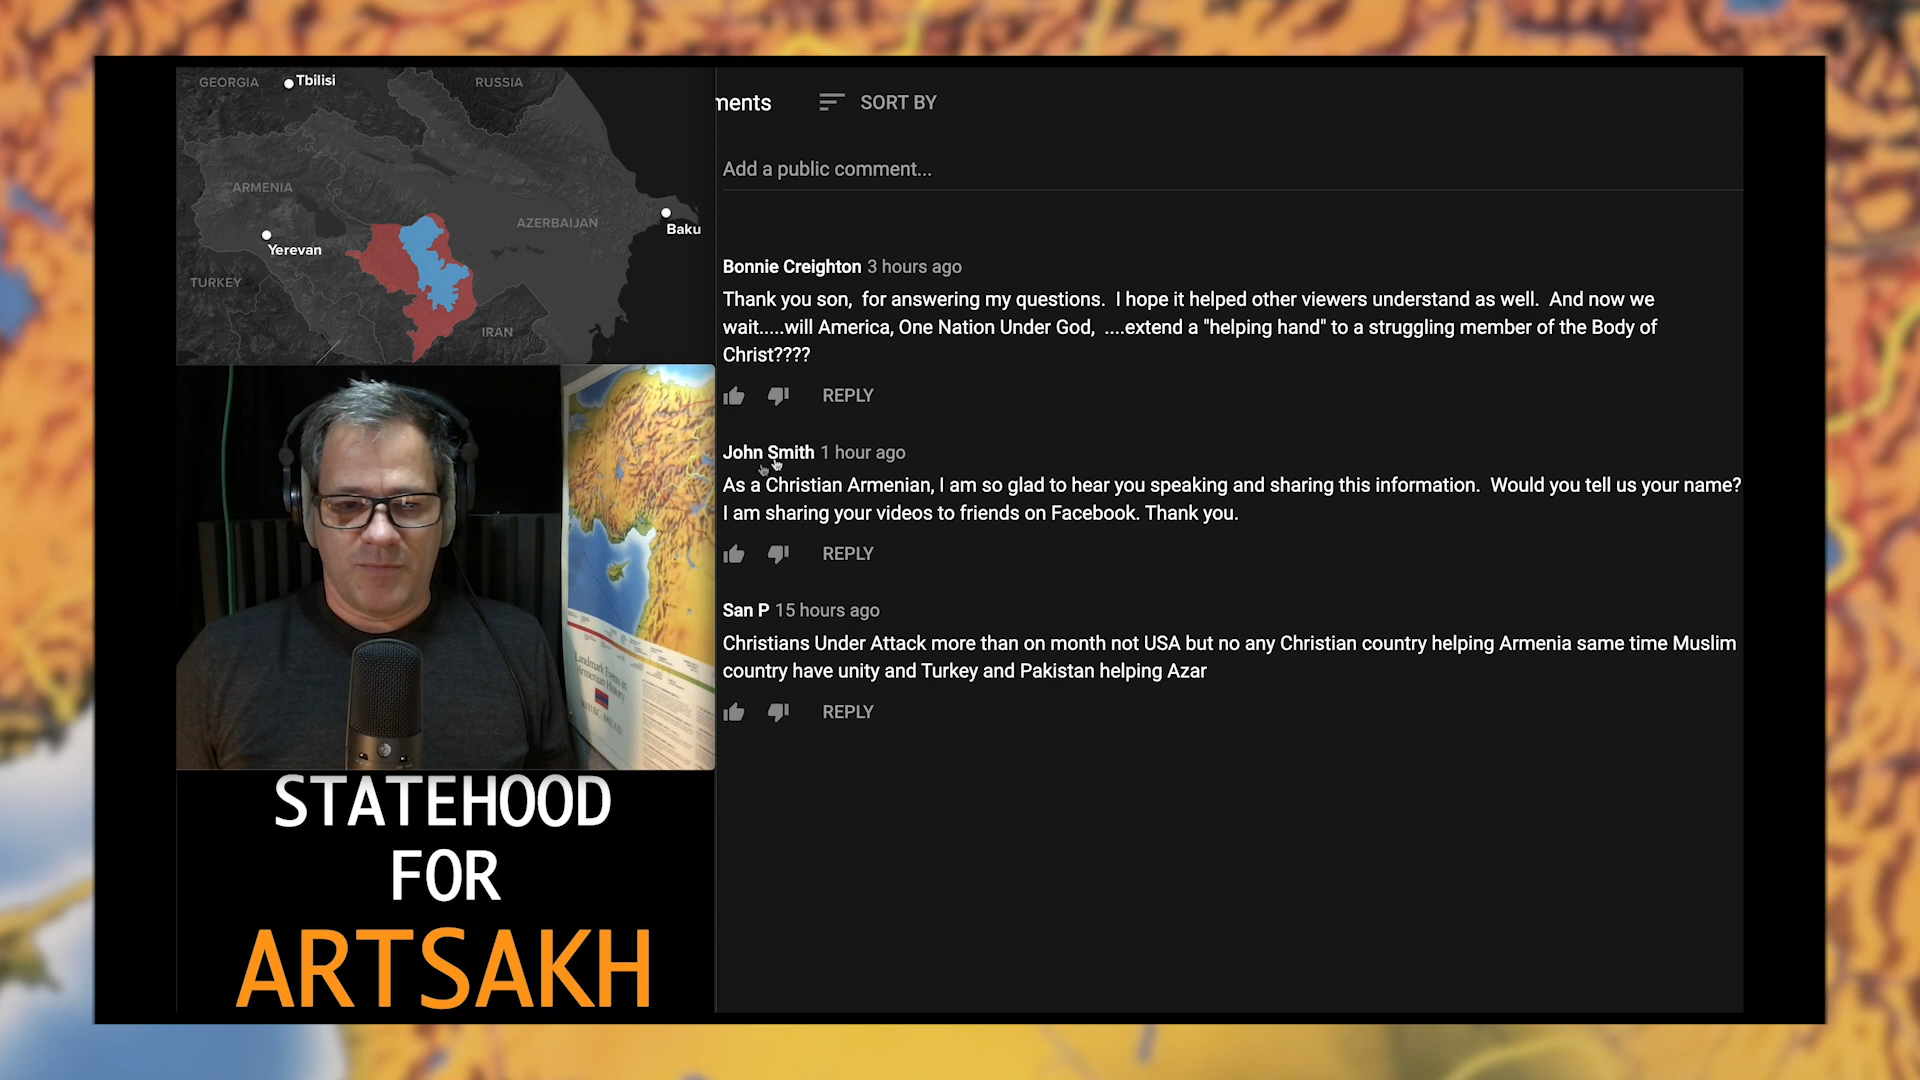 GEORGIA
Tbilisi
RUSSIA
ARMENIA
AZERBAIJAN
Baku
Yerevan
TURKEY
IRAN
Landmark Events in
Armenian History
STATEHOOD
FOR
ARTSAKH
ments
SORT BY
Add a public comment...
Bonnie Creighton 3 hours ago
Thank you son,  for answering my questions.  I hope it helped other viewers understand as well.  And now we
wait.....will America, One Nation Under God,  ....extend a "helping hand" to a struggling member of the Body of
Christ????
REPLY
John Smith 1 hour ago
As a Christian Armenian, I am so glad to hear you speaking and sharing this information.  Would you tell us your name?
I am sharing your videos to friends on Facebook. Thank you.
REPLY
San P 15 hours ago
Christians Under Attack more than on month not USA but no any Christian country helping Armenia same time Muslim
country have unity and Turkey and Pakistan helping Azar
REPLY